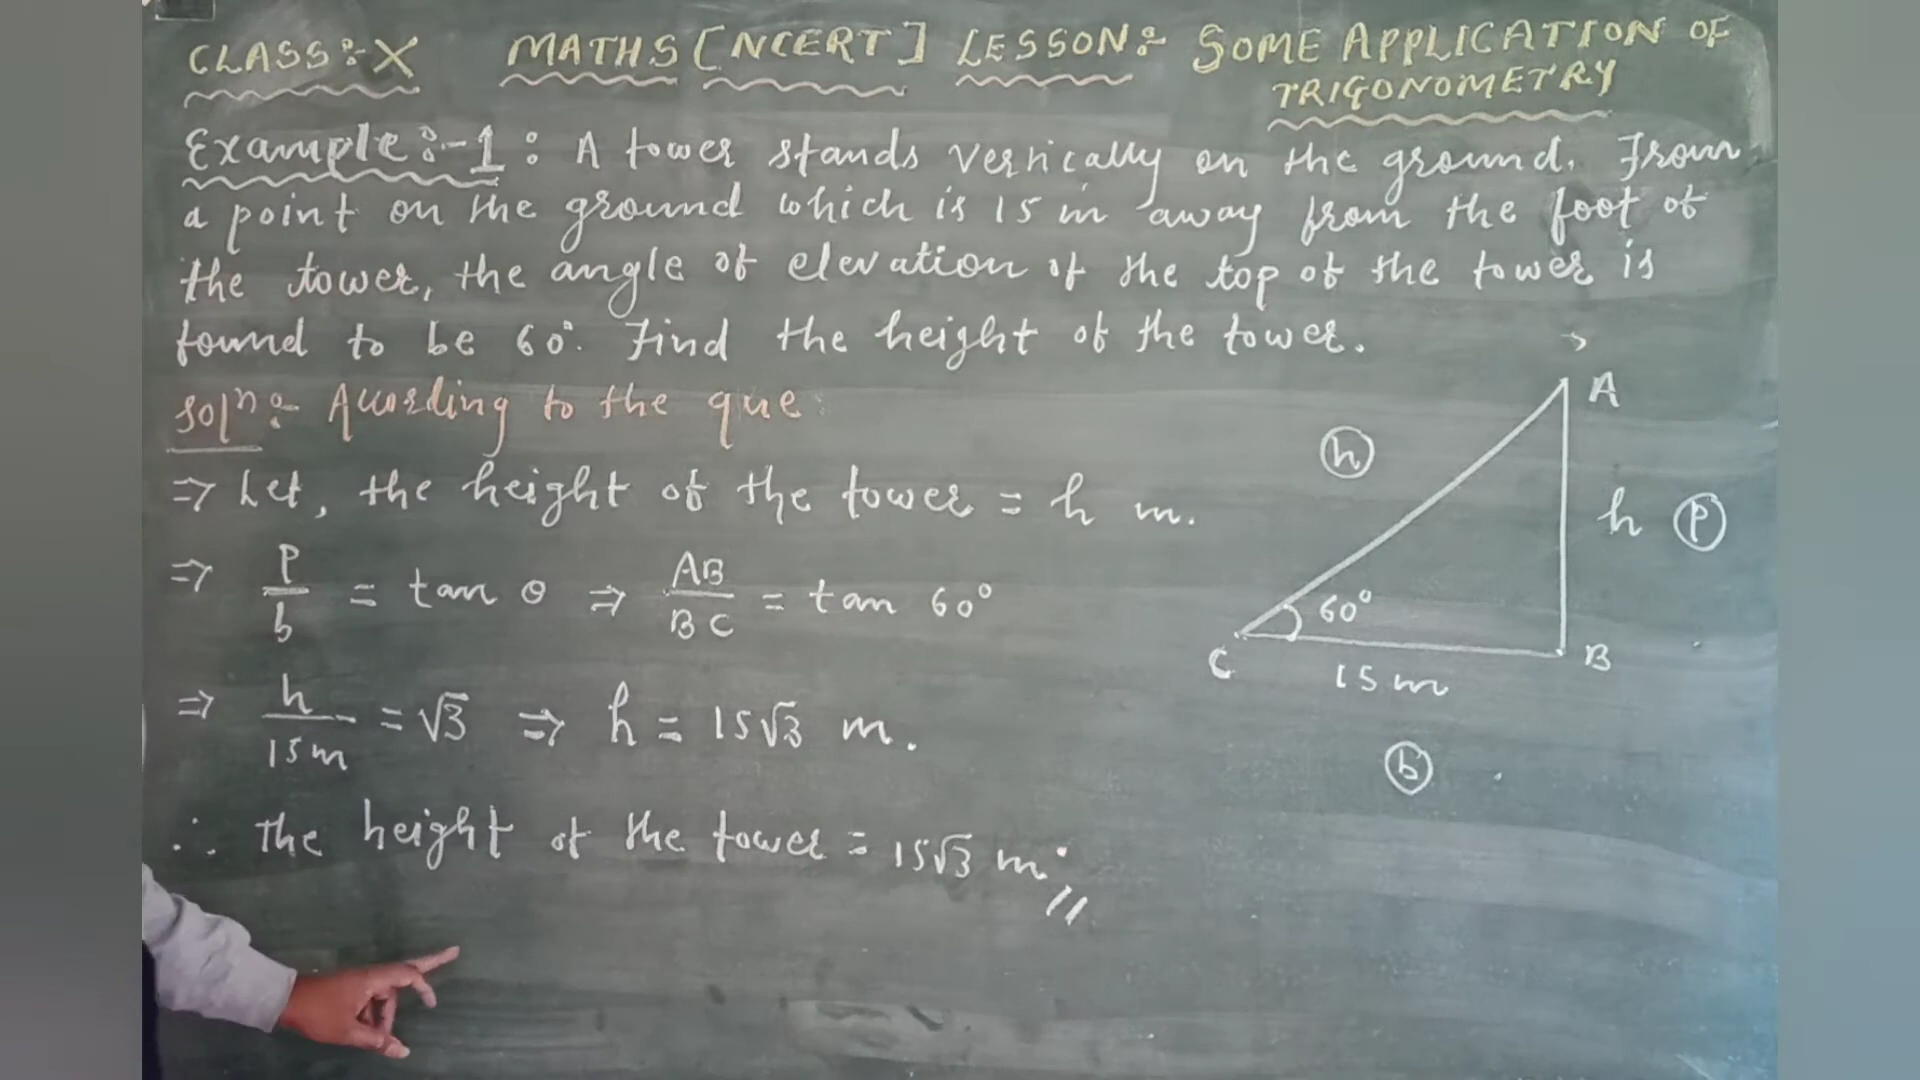 CLASS:-X MATHS [NCERT] LESSON:- SOME APPLICATION OF
TRIGONOMETRY
Example:-1: A tower stands vertically on the ground. From
a point on the ground which is 15 m away from the foot of
the tower, the angle of elevation of the top of the tower is
found to be 60°. Find the height of the tower.
Solⁿ:- Acording to the que
⇒ Let, the height of the tower = h m.
⇒ P/b = tan θ ⇒ AB/BC = tan 60°
⇒ h/15m = √3 ⇒ h = 15√3 m.
∴ The height of the tower = 15√3 m.
A
h
h P
60°
C B
15 m
b